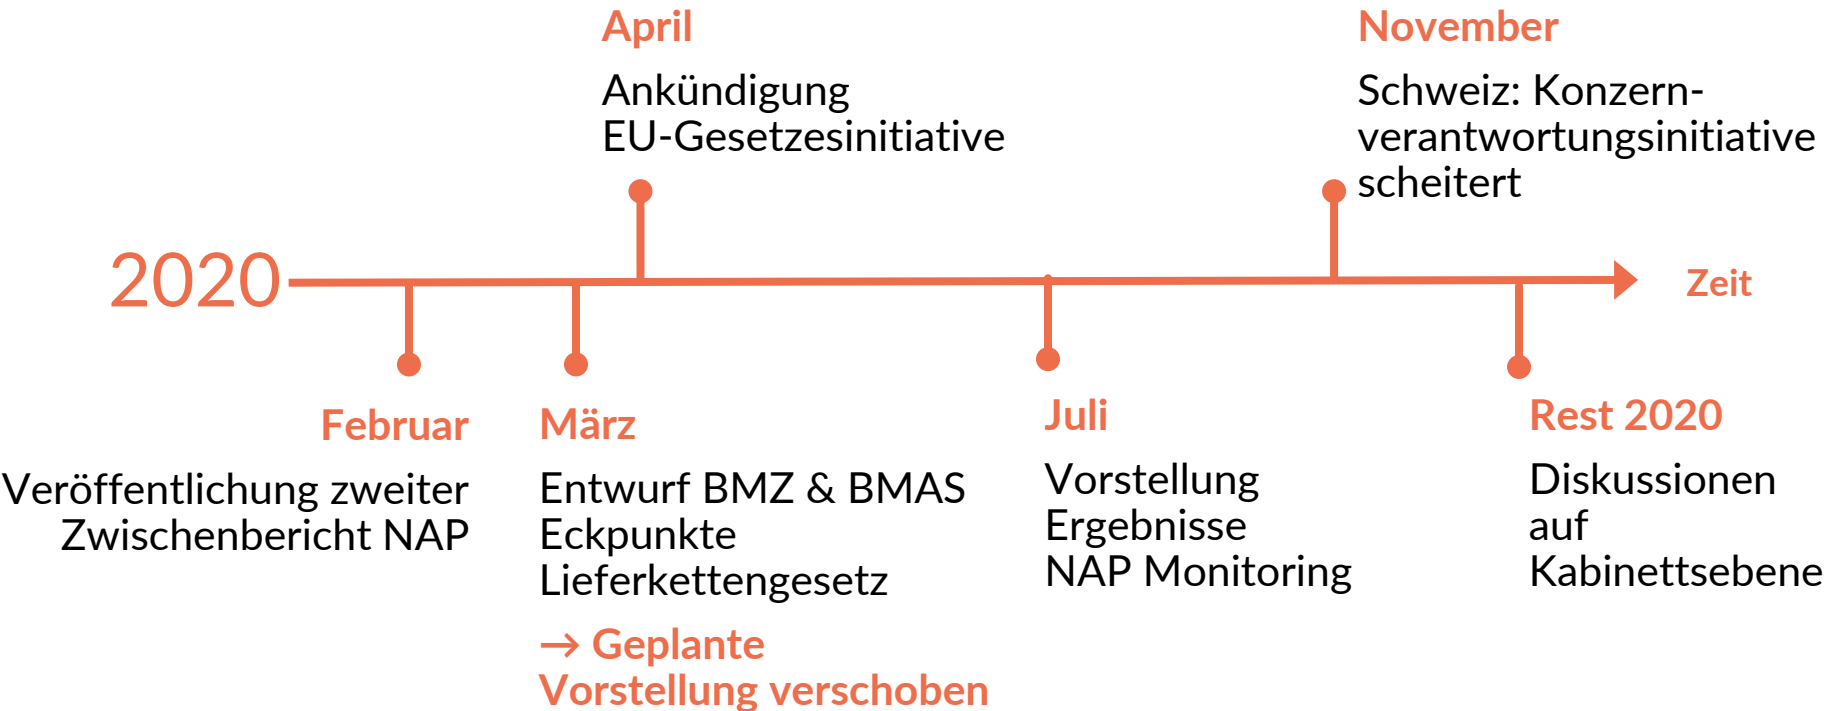 April
Ankündigung
EU-Gesetzesinitiative
November
Schweiz: Konzern-
verantwortungsinitiative
scheitert
2020
Zeit
Februar
Veröffentlichung zweiter
Zwischenbericht NAP
März
Entwurf BMZ & BMAS
Eckpunkte
Lieferkettengesetz
→ Geplante
Vorstellung verschoben
Juli
Vorstellung
Ergebnisse
NAP Monitoring
Rest 2020
Diskussionen
auf
Kabinettsebene